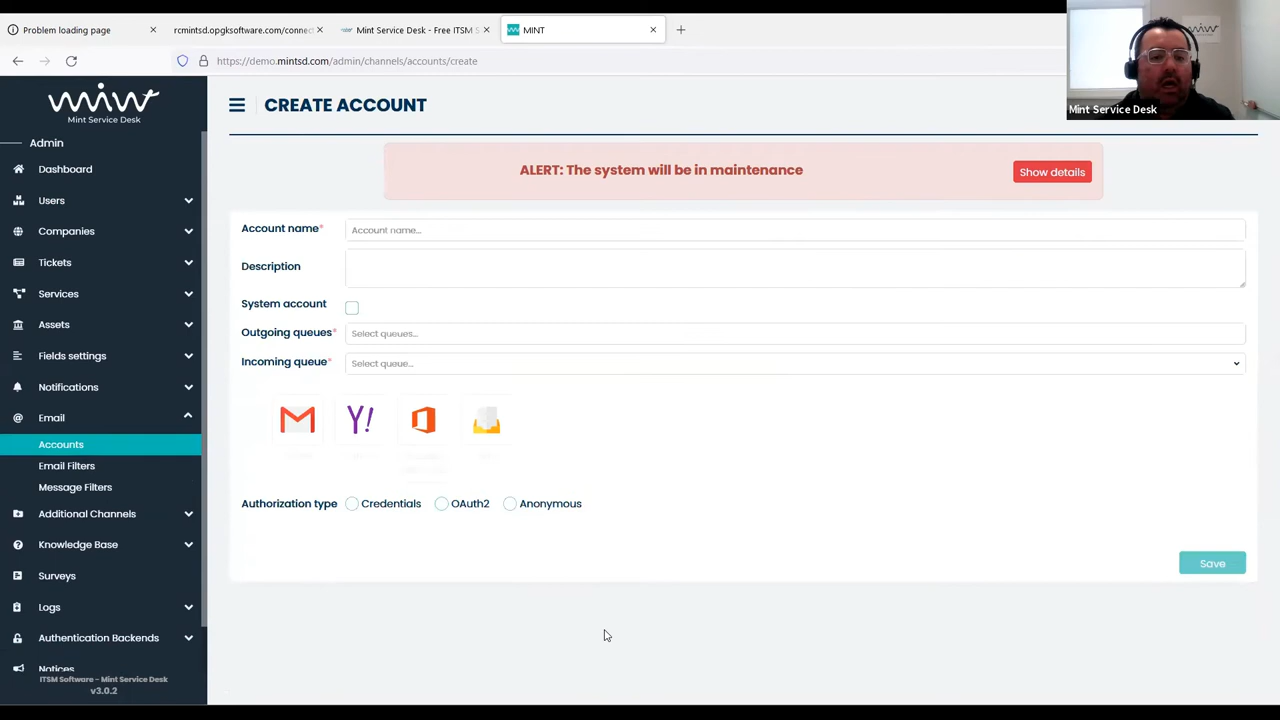 Problem loading page
rcmintsd.opgksoftware.com/connect
Mint Service Desk - Free ITSM S
MINT
https://demo.mintsd.com/admin/channels/accounts/create
Mint Service Desk
miw
Mint Service Desk
Admin
Dashboard
Users
Companies
Tickets
Services
Assets
Fields settings
Notifications
Email
Accounts
Email Filters
Message Filters
Additional Channels
Knowledge Base
Surveys
Logs
Authentication Backends
Notices
ITSM Software - Mint Service Desk
v3.0.2
CREATE ACCOUNT
ALERT: The system will be in maintenance
Show details
Account name*
Account name...
Description
System account
Outgoing queues*
Select queues...
Incoming queue*
Select queue...
Y!
Authorization type
Credentials
OAuth2
Anonymous
Save